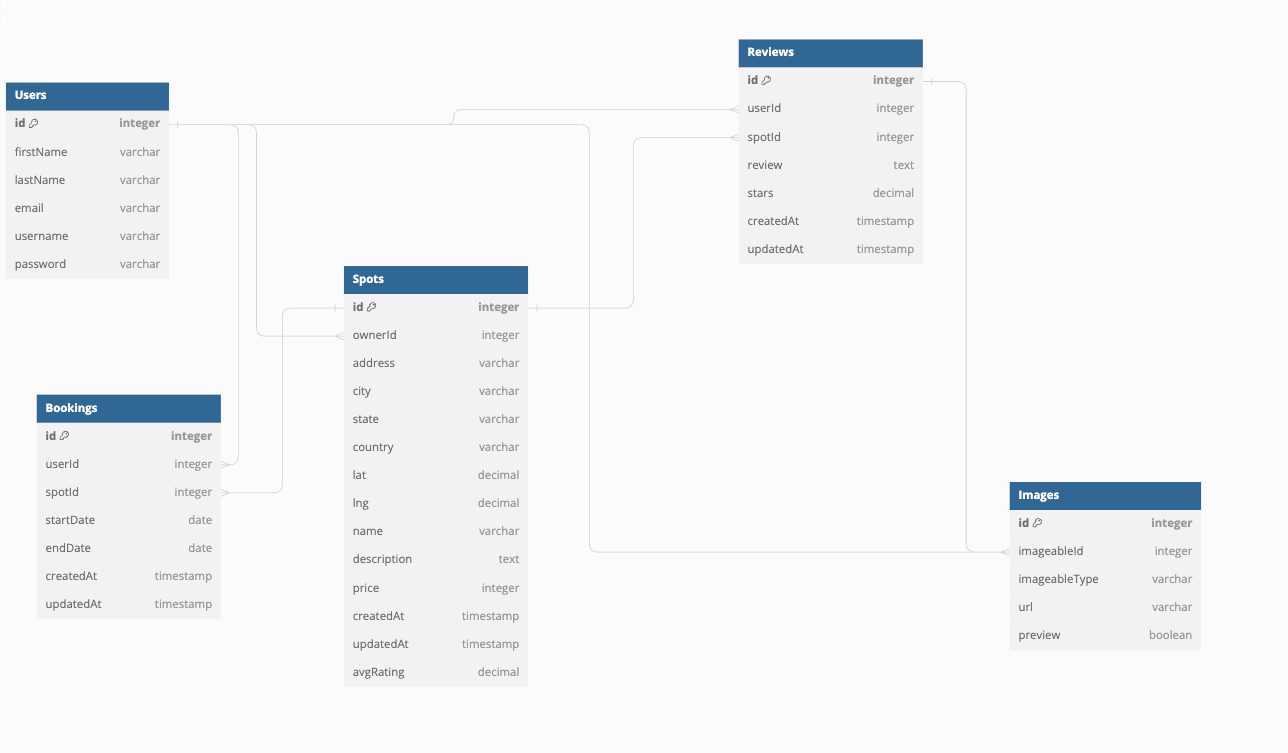 Users
id integer
firstName varchar
lastName varchar
email varchar
username varchar
password varchar
Bookings
id integer
userId integer
spotId integer
startDate date
endDate date
createdAt timestamp
updatedAt timestamp
Spots
id integer
ownerId integer
address varchar
city varchar
state varchar
country varchar
lat decimal
lng decimal
name varchar
description text
price integer
createdAt timestamp
updatedAt timestamp
avgRating decimal
Reviews
id integer
userId integer
spotId integer
review text
stars decimal
createdAt timestamp
updatedAt timestamp
Images
id integer
imageableId integer
imageableType varchar
url varchar
preview boolean